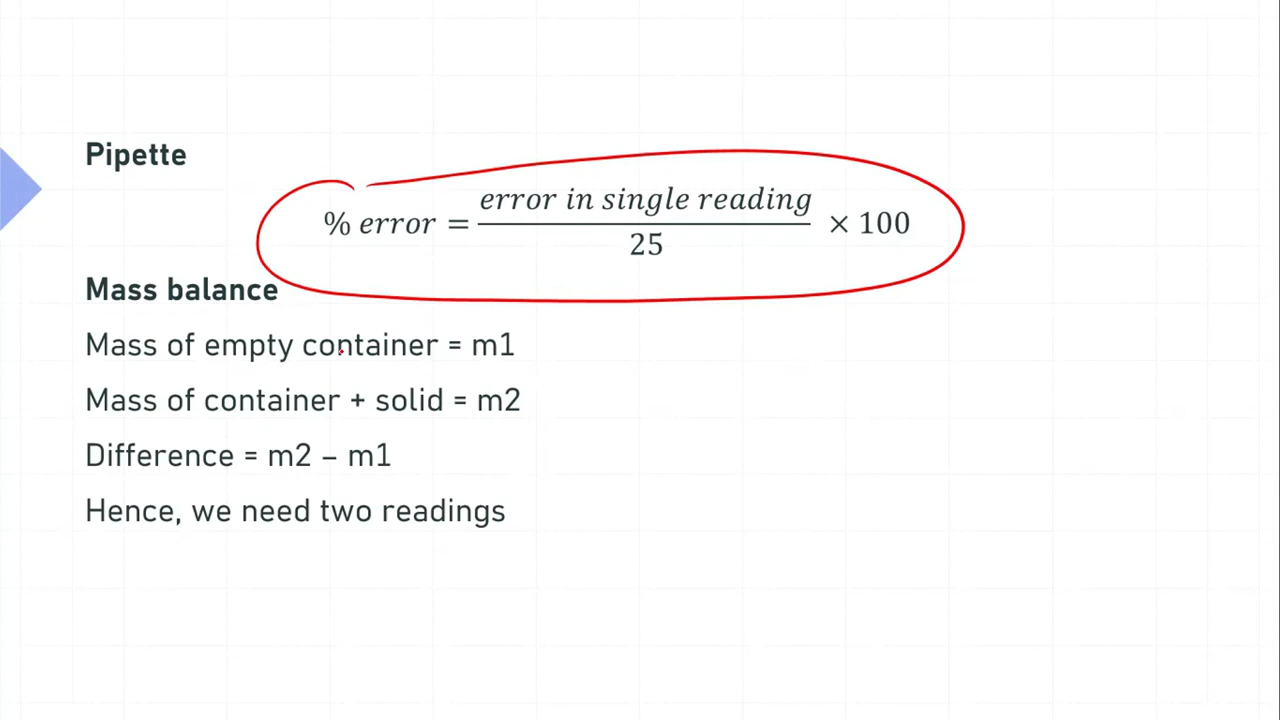 Pipette
% error = error in single reading / 25 × 100
Mass balance
Mass of empty container = m1
Mass of container + solid = m2
Difference = m2 – m1
Hence, we need two readings